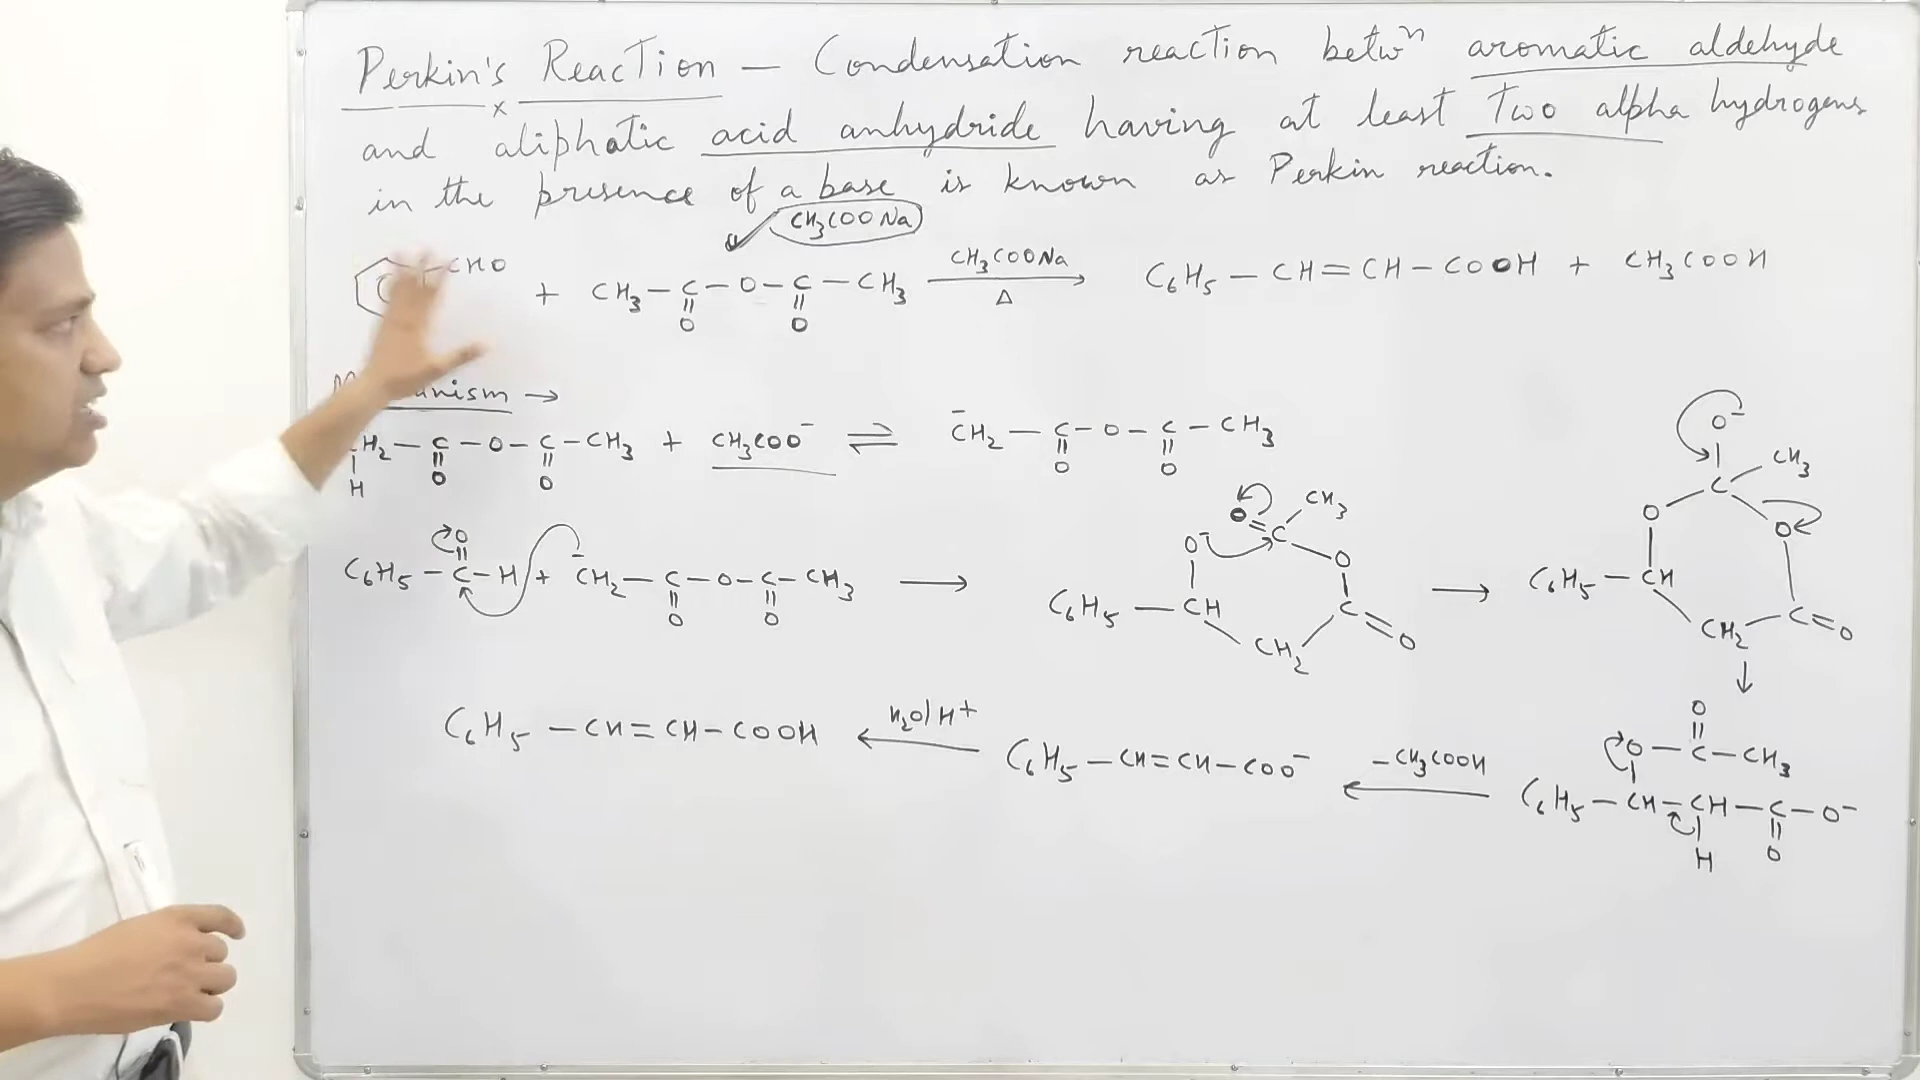 Perkin's Reaction — Condensation reaction betwⁿ aromatic aldehyde
and aliphatic acid anhydride having at least Two alpha hydrogens
in the presence of a base is known as Perkin reaction.
CH₃COONa
CHO + CH₃—C—O—C—CH₃ CH₃COONa → C₆H₅—CH=CH—COOH + CH₃COOH
|| || Δ
O O
nism →
H₂—C—O—C—CH₃ + CH₃COO⁻ ⇌ ⁻CH₂—C—O—C—CH₃
| || || || ||
H O O O O
O⁻
O=C CH₃ O C CH₃
O⁻ O O
C₆H₅—C—H + ⁻CH₂—C—O—C—CH₃ → C₆H₅—CH C=O → C₆H₅—CH C=O
O || || CH₂ CH₂
O O ↓
O
||
O—C—CH₃
C₆H₅—CH=CH—COOH ← H₂O/H⁺ C₆H₅—CH=CH—COO⁻ ← –CH₃COOH C₆H₅—CH—CH—C—O⁻
| ||
H O